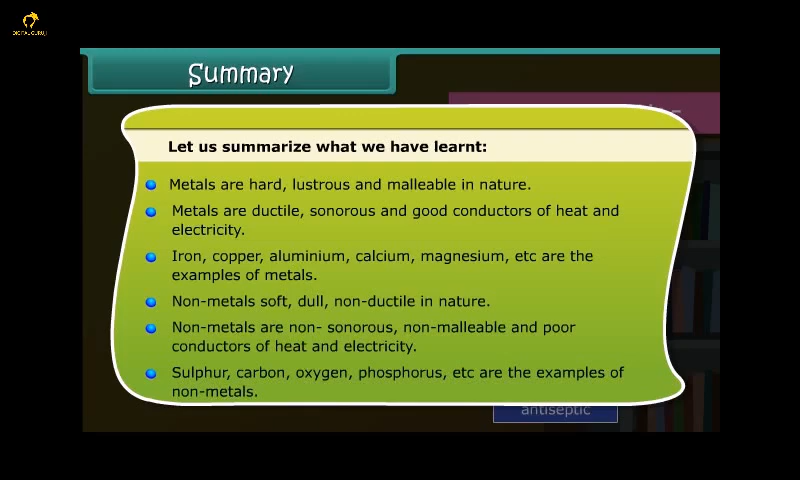 DIGITAL GURUJI
Summary
Let us summarize what we have learnt:
Metals are hard, lustrous and malleable in nature.
Metals are ductile, sonorous and good conductors of heat and
electricity.
Iron, copper, aluminium, calcium, magnesium, etc are the
examples of metals.
Non-metals soft, dull, non-ductile in nature.
Non-metals are non- sonorous, non-malleable and poor
conductors of heat and electricity.
Sulphur, carbon, oxygen, phosphorus, etc are the examples of
non-metals.
antiseptic